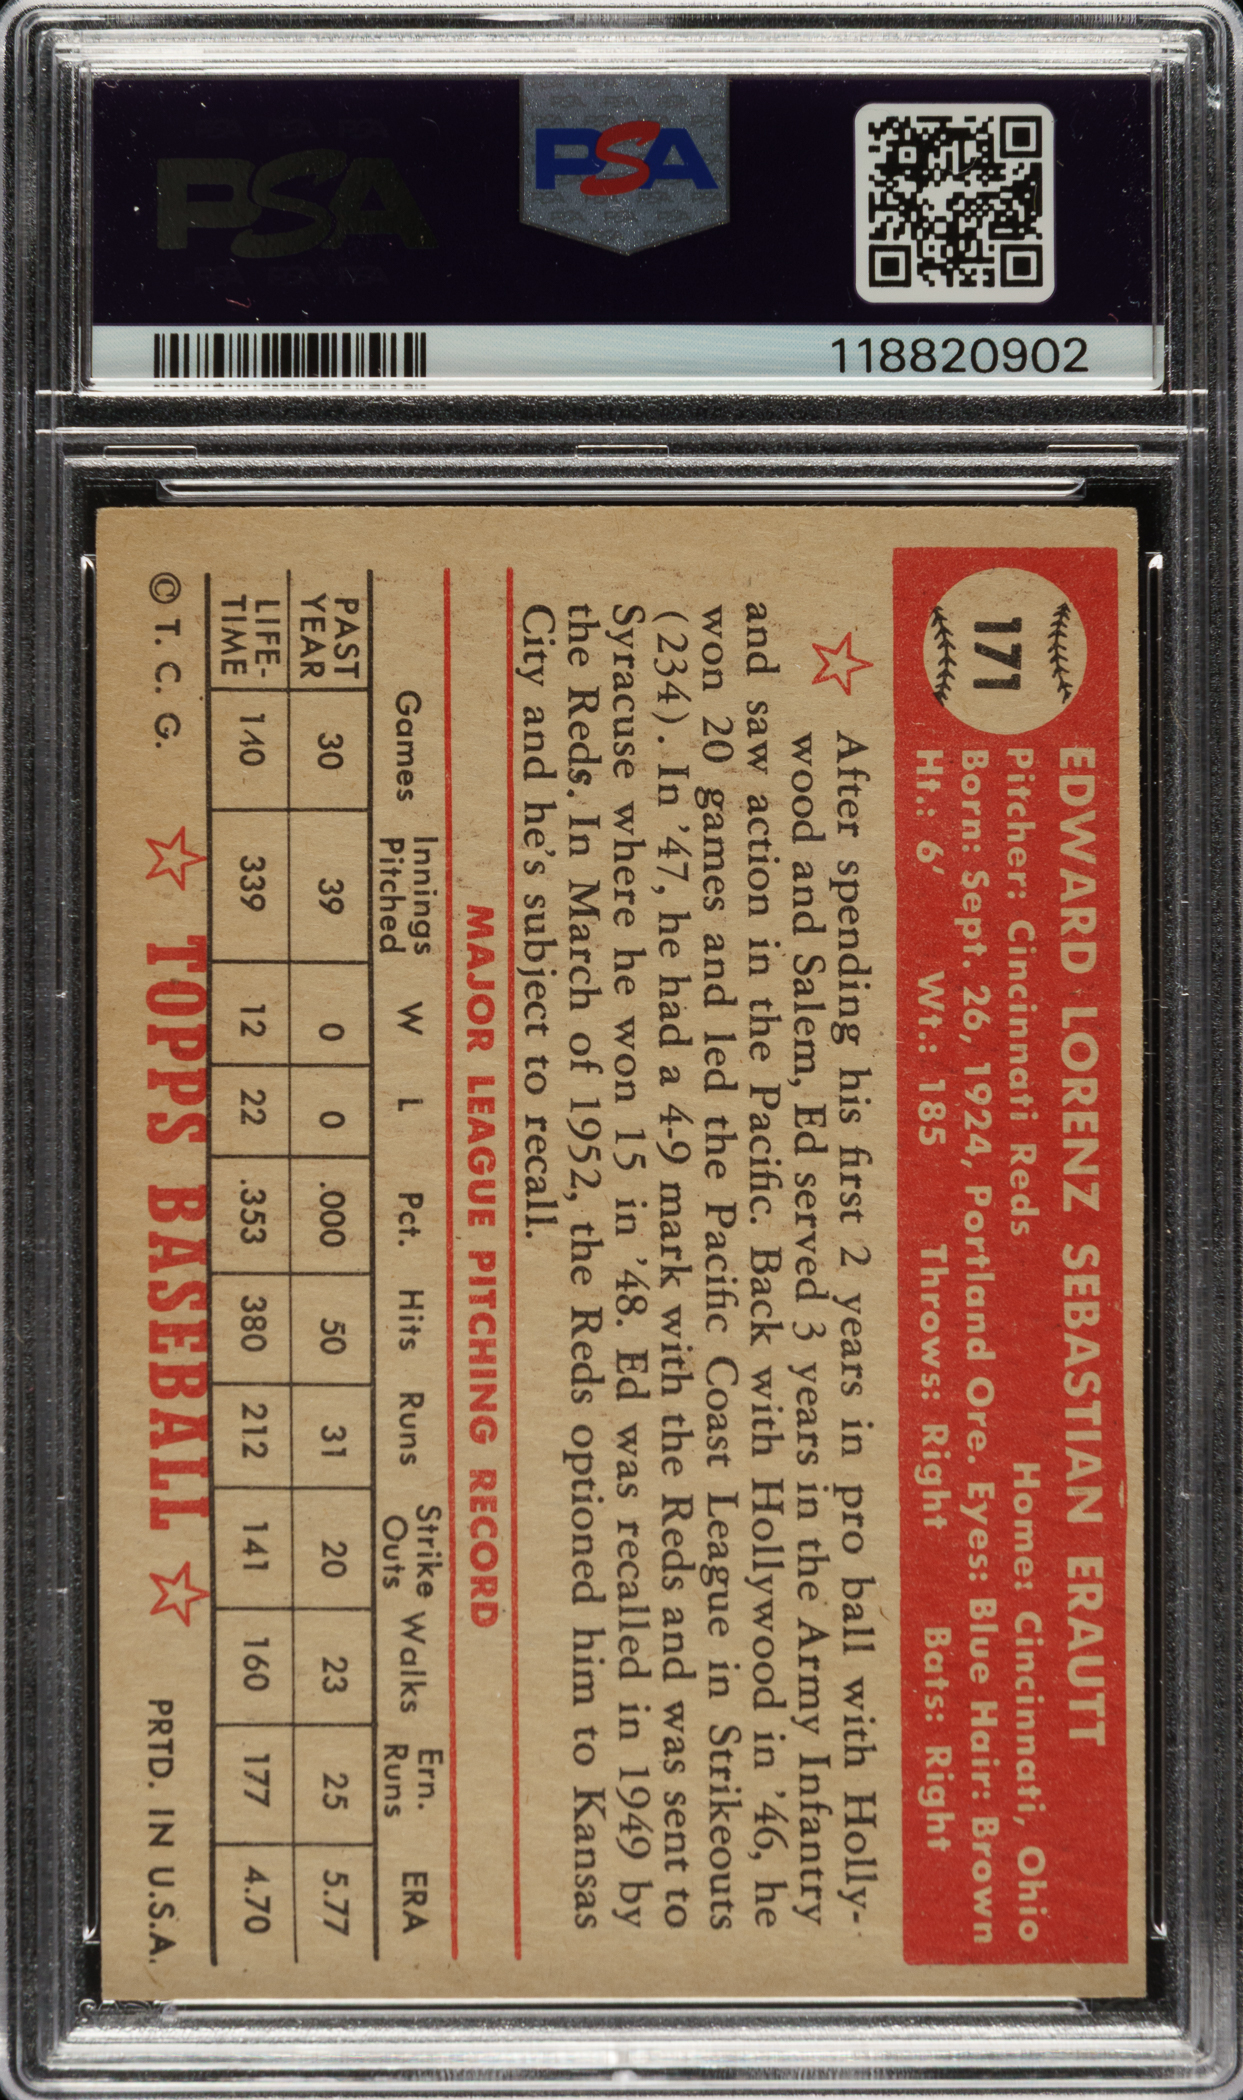 PSA
PSA
118820902
171
EDWARD LORENZ SEBASTIAN ERAUTT
Pitcher: Cincinnati Reds Home: Cincinnati, Ohio
Born: Sept. 26, 1924, Portland Ore. Eyes: Blue Hair: Brown
Ht.: 6' Wt.: 185 Throws: Right Bats: Right
After spending his first 2 years in pro ball with Holly-
wood and Salem, Ed served 3 years in the Army Infantry
and saw action in the Pacific. Back with Hollywood in '46, he
won 20 games and led the Pacific Coast League in Strikeouts
(234). In '47, he had a 4-9 mark with the Reds and was sent to
Syracuse where he won 15 in '48. Ed was recalled in 1949 by
the Reds. In March of 1952, the Reds optioned him to Kansas
City and he's subject to recall.
MAJOR LEAGUE PITCHING RECORD
Games Innings Pitched W L Pct. Hits Runs Strike Outs Walks Ern. Runs ERA
PAST YEAR 30 39 0 0 .000 50 31 20 23 25 5.77
LIFE-TIME 140 339 12 22 .353 380 212 141 160 177 4.70
© T. C. G. TOPPS BASEBALL PRTD. IN U.S.A.